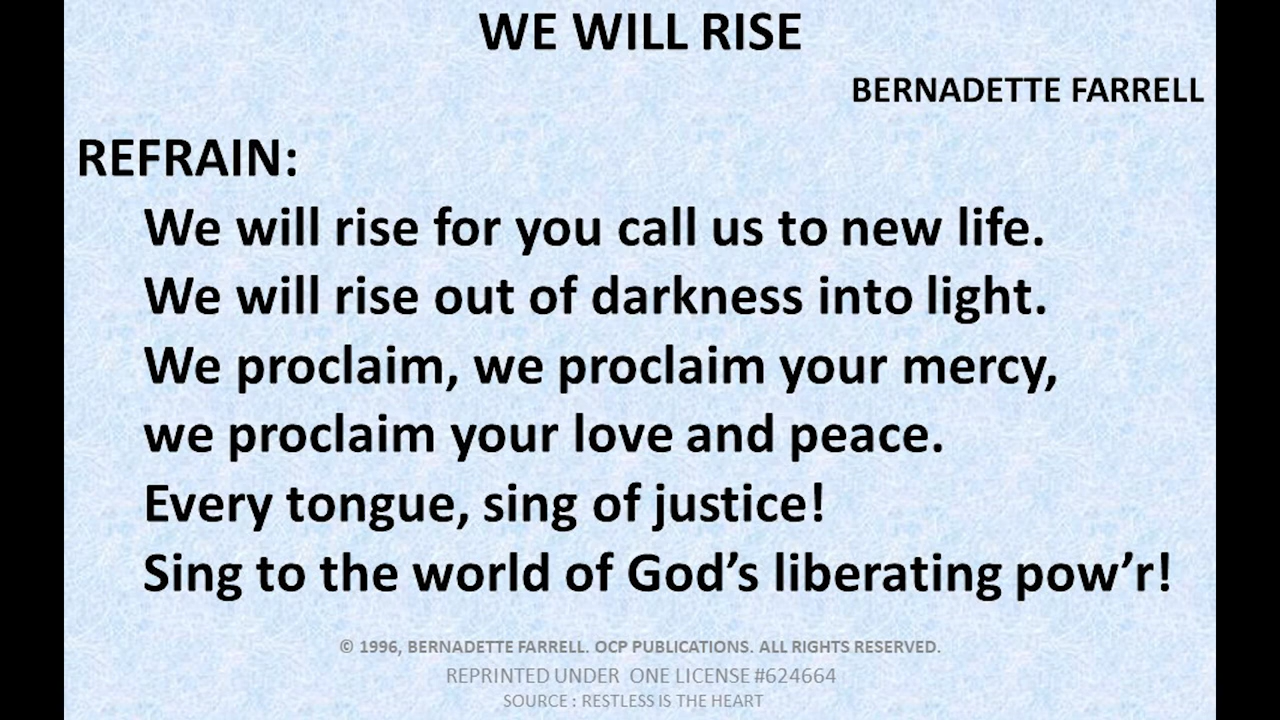 WE WILL RISE
BERNADETTE FARRELL
REFRAIN:
We will rise for you call us to new life.
We will rise out of darkness into light.
We proclaim, we proclaim your mercy,
we proclaim your love and peace.
Every tongue, sing of justice!
Sing to the world of God’s liberating pow’r!
© 1996, BERNADETTE FARRELL. OCP PUBLICATIONS. ALL RIGHTS RESERVED.
REPRINTED UNDER ONE LICENSE #624664
SOURCE : RESTLESS IS THE HEART